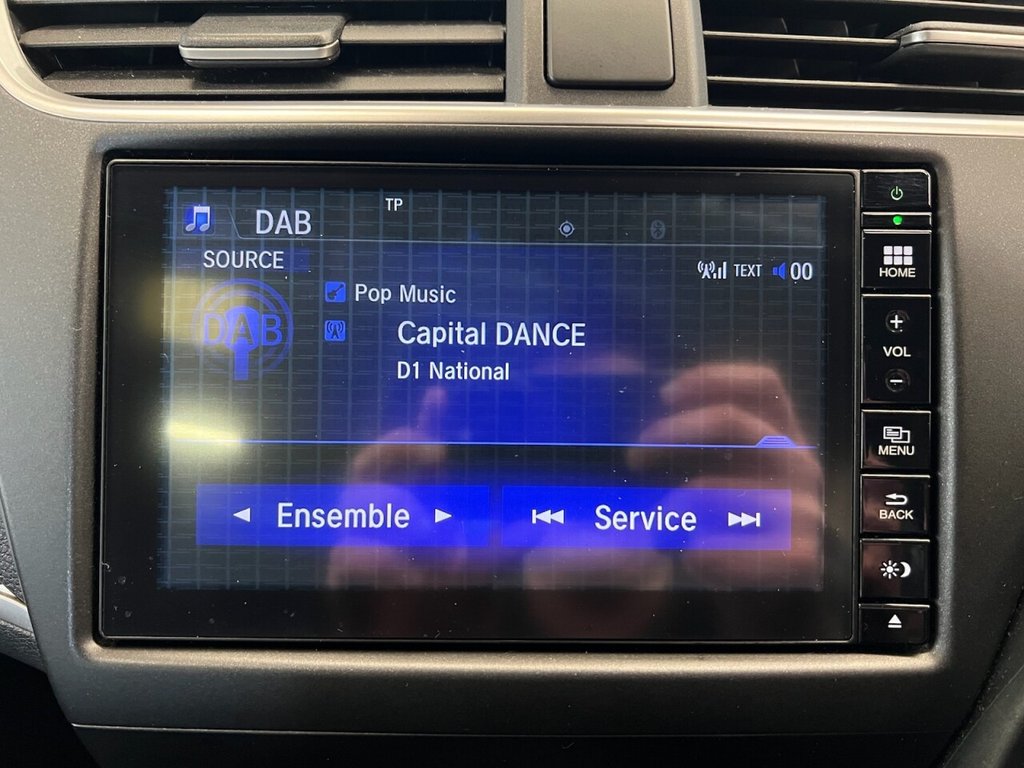 TP
DAB
SOURCE
TEXT 00
HOME
DAB
Pop Music
Capital DANCE
D1 National
VOL
MENU
BACK
Ensemble
Service